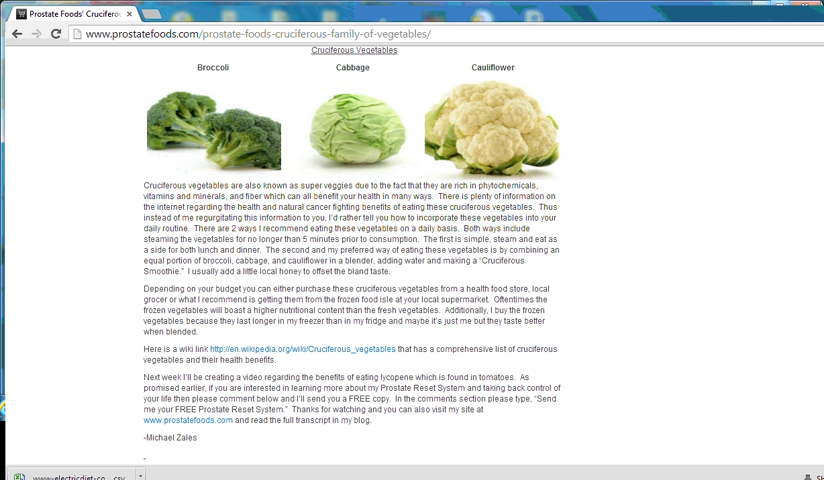 Prostate Foods' Cruciferou
www.prostatefoods.com/prostate-foods-cruciferous-family-of-vegetables/
Cruciferous Vegetables
Broccoli Cabbage Cauliflower
Cruciferous vegetables are also known as super veggies due to the fact that they are rich in phytochemicals,
vitamins and minerals, and fiber which can all benefit your health in many ways. There is plenty of information on
the internet regarding the health and natural cancer fighting benefits of eating these cruciferous vegetables. Thus
instead of me regurgitating this information to you, I'd rather tell you how to incorporate these vegetables into your
daily routine. There are 2 ways I recommend eating these vegetables on a daily basis. Both ways include
steaming the vegetables for no longer than 5 minutes prior to consumption. The first is simple, steam and eat as
a side for both lunch and dinner. The second and my preferred way of eating these vegetables is by combining an
equal portion of broccoli, cabbage, and cauliflower in a blender, adding water and making a “Cruciferous
Smoothie.” I usually add a little local honey to offset the bland taste.
Depending on your budget you can either purchase these cruciferous vegetables from a health food store, local
grocer or what I recommend is getting them from the frozen food isle at your local supermarket. Oftentimes the
frozen vegetables will boast a higher nutritional content than the fresh vegetables. Additionally, I buy the frozen
vegetables because they last longer in my freezer than in my fridge and maybe it's just me but they taste better
when blended.
Here is a wiki link http://en.wikipedia.org/wiki/Cruciferous_vegetables that has a comprehensive list of cruciferous
vegetables and their health benefits.
Next week I'll be creating a video regarding the benefits of eating lycopene which is found in tomatoes. As
promised earlier, if you are interested in learning more about my Prostate Reset System and taking back control of
your life then please comment below and I'll send you a FREE copy. In the comments section please type, “Send
me your FREE Prostate Reset System.” Thanks for watching and you can also visit my site at
www.prostatefoods.com and read the full transcript in my blog.
-Michael Zales
-
www-electricdiet-co....csv